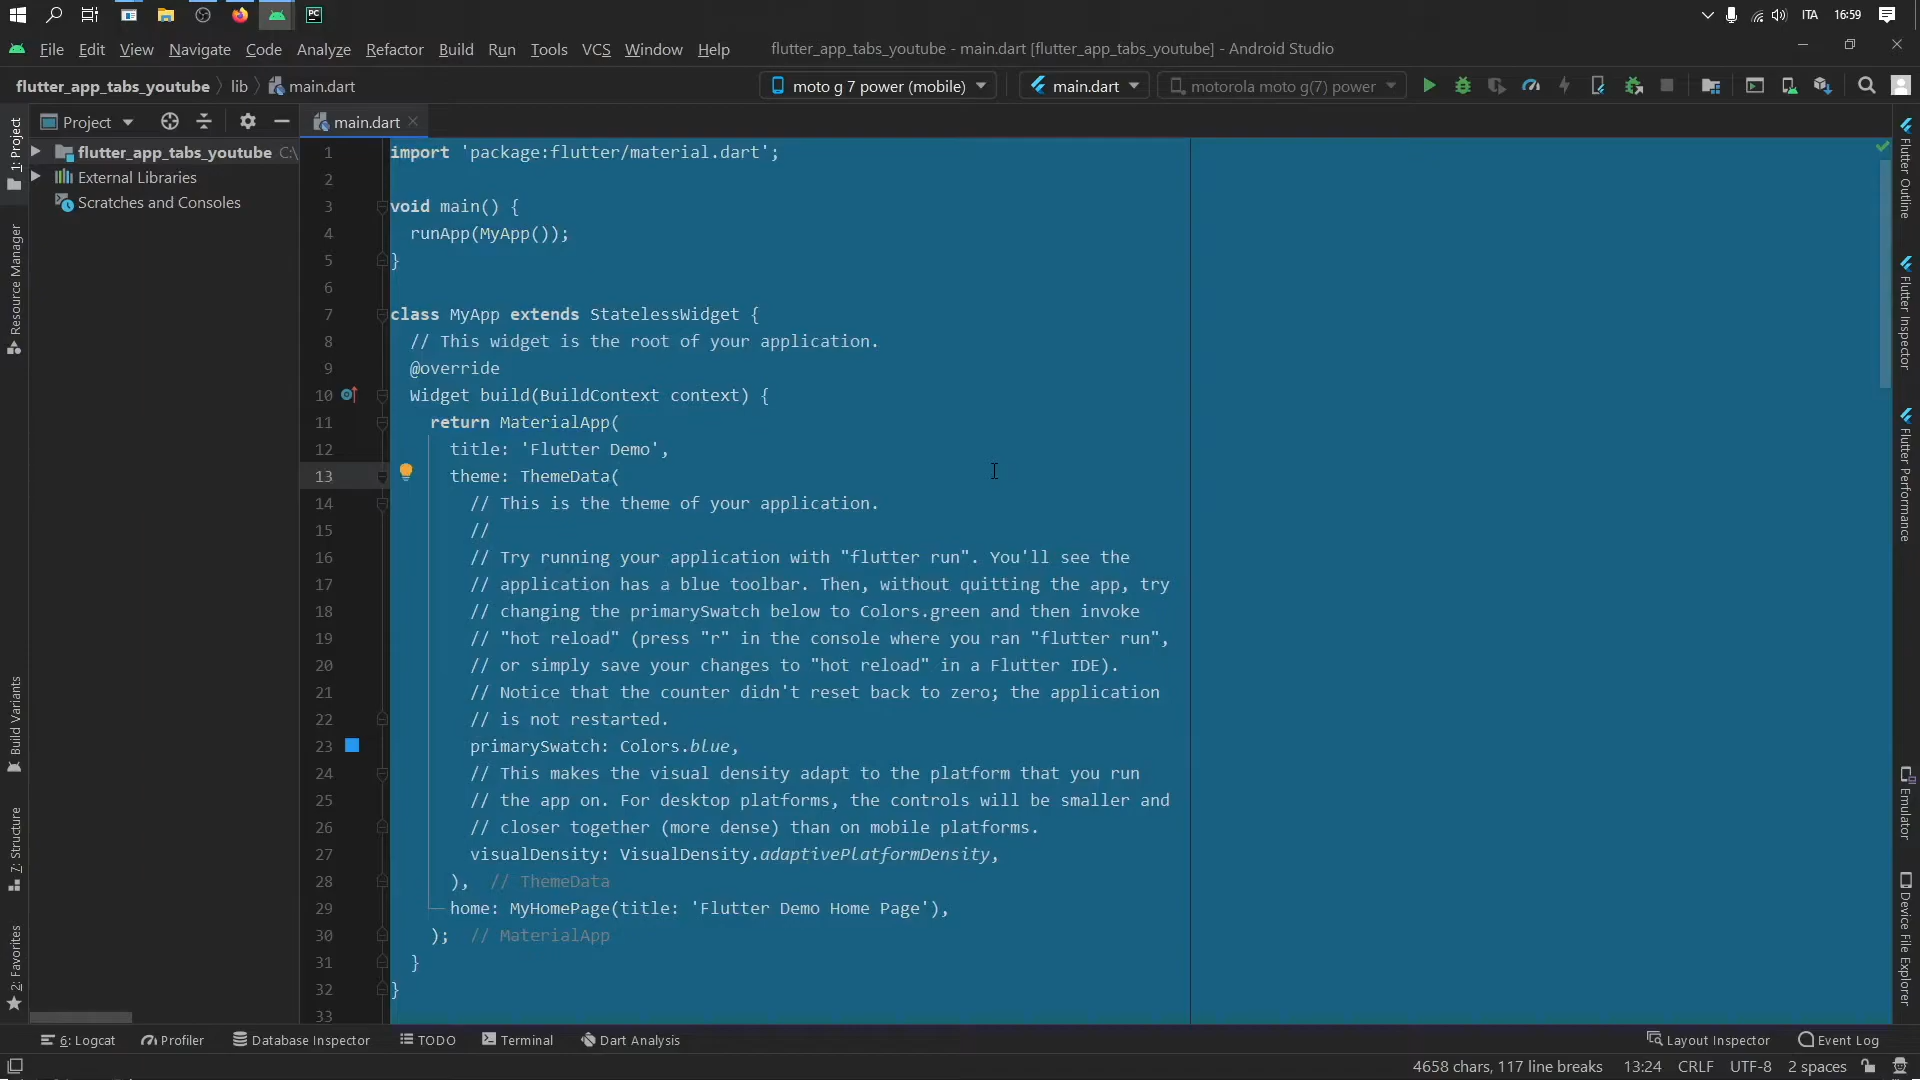 ITA 16:59
File Edit View Navigate Code Analyze Refactor Build Run Tools VCS Window Help flutter_app_tabs_youtube - main.dart [flutter_app_tabs_youtube] - Android Studio
flutter_app_tabs_youtube lib main.dart moto g 7 power (mobile) main.dart motorola moto g(7) power
Project main.dart
flutter_app_tabs_youtube C:\
External Libraries
Scratches and Consoles
1: Project
Resource Manager
Build Variants
7: Structure
2: Favorites
1 import 'package:flutter/material.dart';
2
3 void main() {
4 runApp(MyApp());
5 }
6
7 class MyApp extends StatelessWidget {
8 // This widget is the root of your application.
9 @override
10 Widget build(BuildContext context) {
11 return MaterialApp(
12 title: 'Flutter Demo',
13 theme: ThemeData(
14 // This is the theme of your application.
15 //
16 // Try running your application with "flutter run". You'll see the
17 // application has a blue toolbar. Then, without quitting the app, try
18 // changing the primarySwatch below to Colors.green and then invoke
19 // "hot reload" (press "r" in the console where you ran "flutter run",
20 // or simply save your changes to "hot reload" in a Flutter IDE).
21 // Notice that the counter didn't reset back to zero; the application
22 // is not restarted.
23 primarySwatch: Colors.blue,
24 // This makes the visual density adapt to the platform that you run
25 // the app on. For desktop platforms, the controls will be smaller and
26 // closer together (more dense) than on mobile platforms.
27 visualDensity: VisualDensity.adaptivePlatformDensity,
28 ), // ThemeData
29 home: MyHomePage(title: 'Flutter Demo Home Page'),
30 ); // MaterialApp
31 }
32 }
33
Flutter Outline
Flutter Inspector
Flutter Performance
Emulator
Device File Explorer
6: Logcat Profiler Database Inspector TODO Terminal Dart Analysis Layout Inspector Event Log
4658 chars, 117 line breaks 13:24 CRLF UTF-8 2 spaces